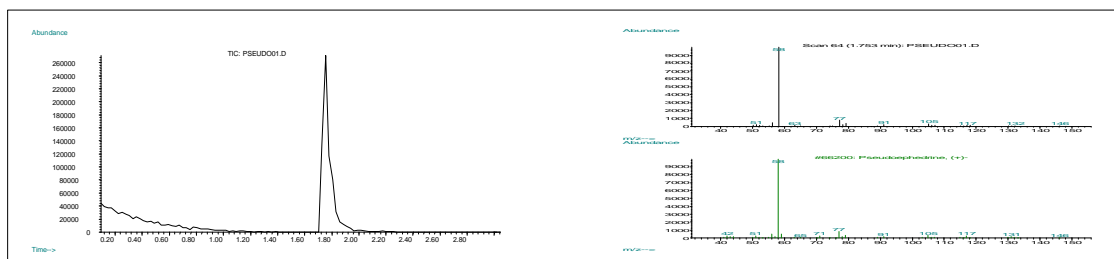 Abundance
TIC: PSEUDO01.D
260000
240000
220000
200000
180000
160000
140000
120000
100000
80000
60000
40000
20000
0
0.20 0.40 0.60 0.80 1.00 1.20 1.40 1.60 1.80 2.00 2.20 2.40 2.60 2.80
Time-->
Abundance
Scan 64 (1.753 min): PSEUDO01.D
58
9000
8000
7000
6000
5000
4000
3000
2000
1000
0
51 63 77 91 105 117 132 146
40 50 60 70 80 90 100 110 120 130 140 150
m/z-->
Abundance
#66200: Pseudoephedrine, (+)-
58
9000
8000
7000
6000
5000
4000
3000
2000
1000
0
42 51 65 71 77 91 105 117 131 146
40 50 60 70 80 90 100 110 120 130 140 150
m/z-->